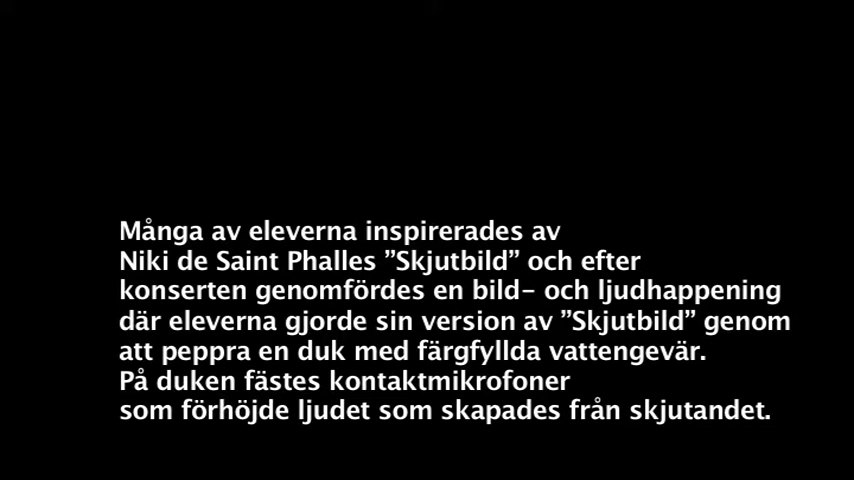 Många av eleverna inspirerades av
Niki de Saint Phalles ”Skjutbild” och efter
konserten genomfördes en bild- och ljudhappening
där eleverna gjorde sin version av ”Skjutbild” genom
att peppra en duk med färgfyllda vattengevär.
På duken fästes kontaktmikrofoner
som förhöjde ljudet som skapades från skjutandet.